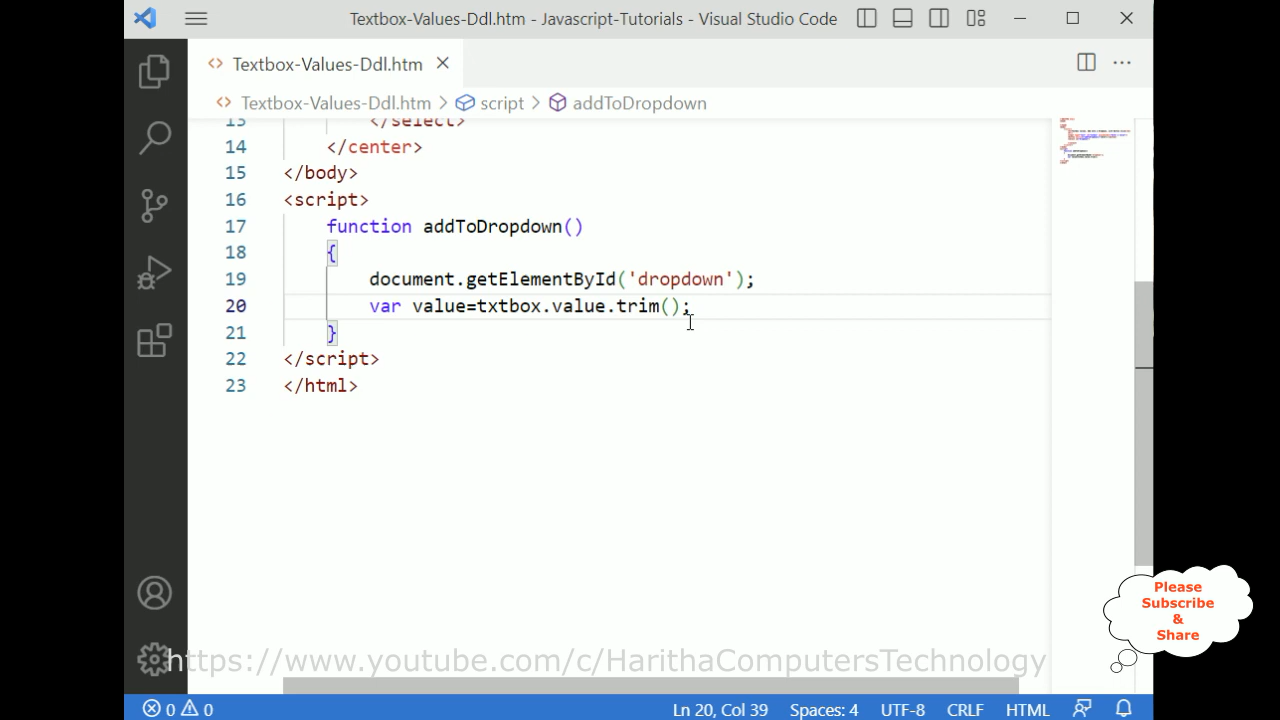 Textbox-Values-Ddl.htm - Javascript-Tutorials - Visual Studio Code
Textbox-Values-Ddl.htm
Textbox-Values-Ddl.htm > script > addToDropdown
13 </select>
14 </center>
15 </body>
16 <script>
17 function addToDropdown()
18 {
19 document.getElementById('dropdown');
20 var value=txtbox.value.trim();
21 }
22 </script>
23 </html>
Please
Subscribe
&
Share
https://www.youtube.com/c/HarithaComputersTechnology
0 0 Ln 20, Col 39 Spaces: 4 UTF-8 CRLF HTML